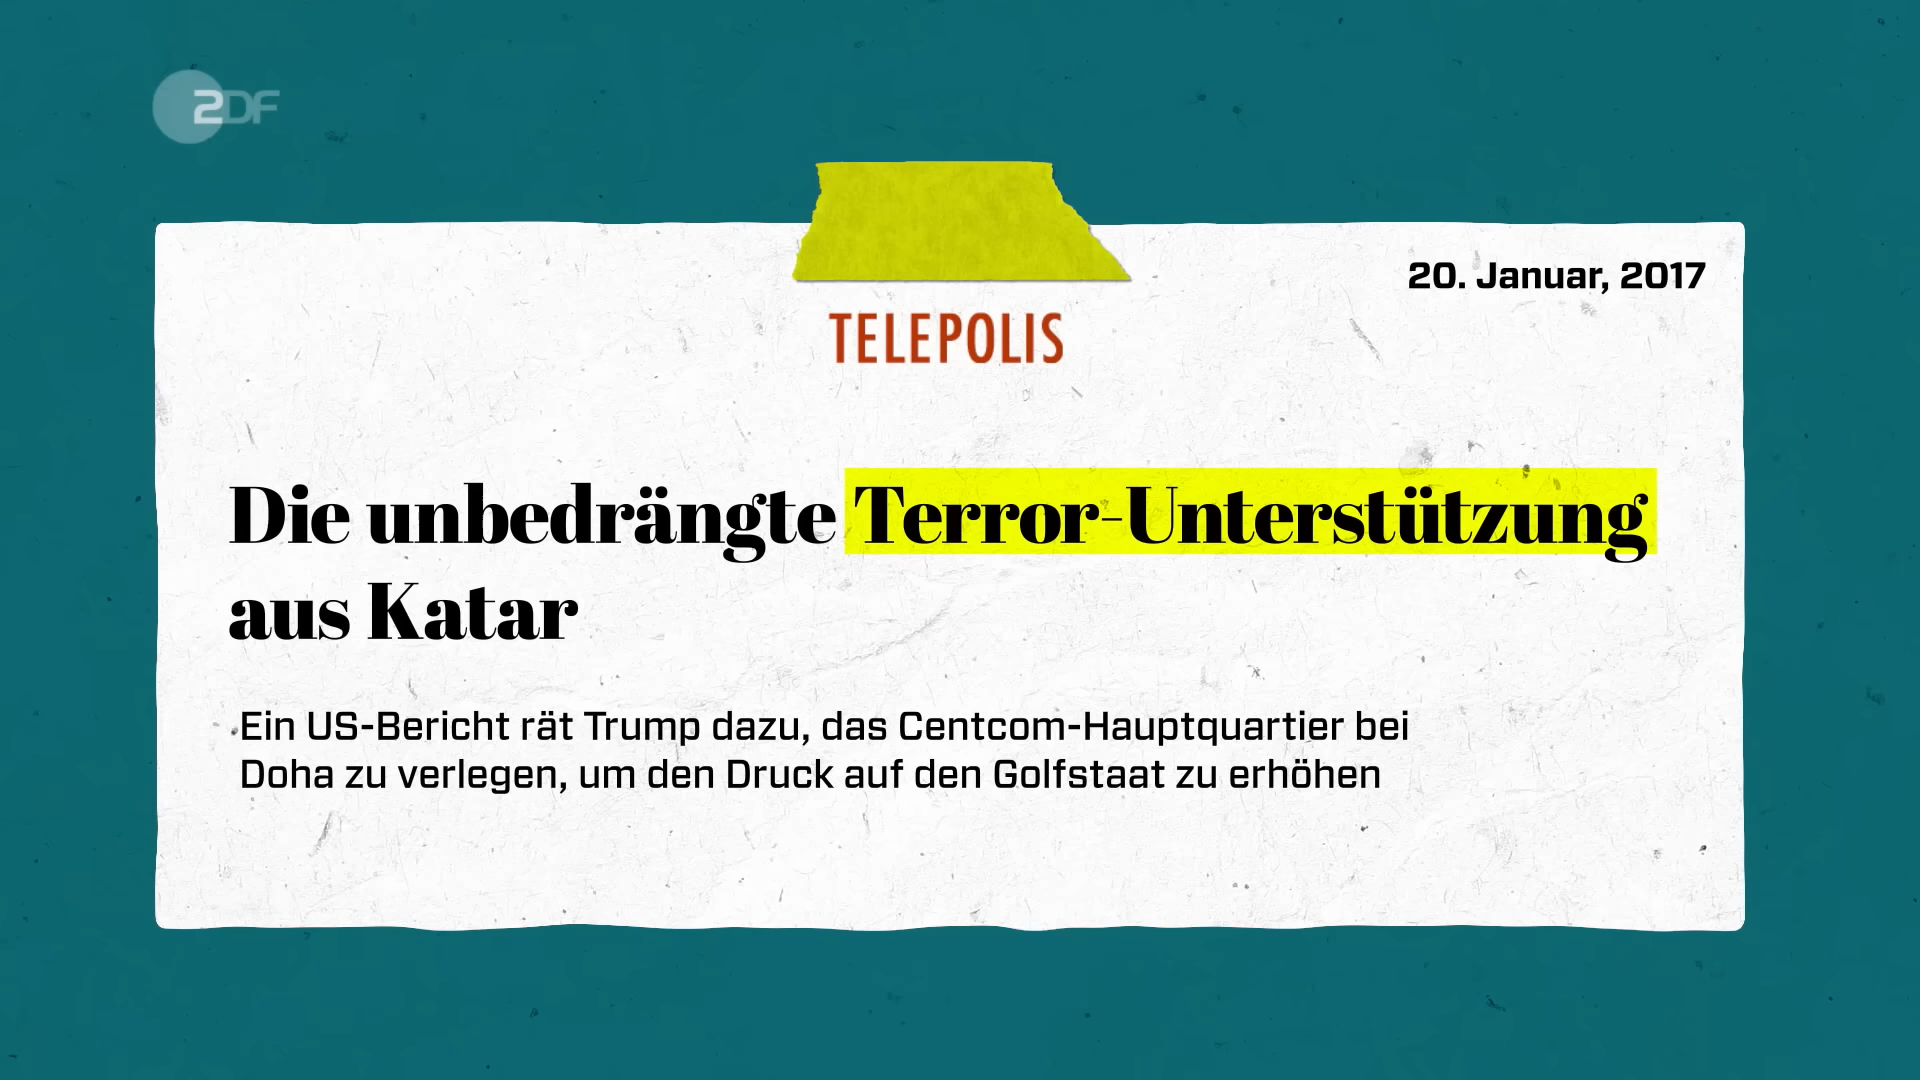 ZDF
20. Januar, 2017
TELEPOLIS
Die unbedrängte Terror-Unterstützung
aus Katar
Ein US-Bericht rät Trump dazu, das Centcom-Hauptquartier bei
Doha zu verlegen, um den Druck auf den Golfstaat zu erhöhen